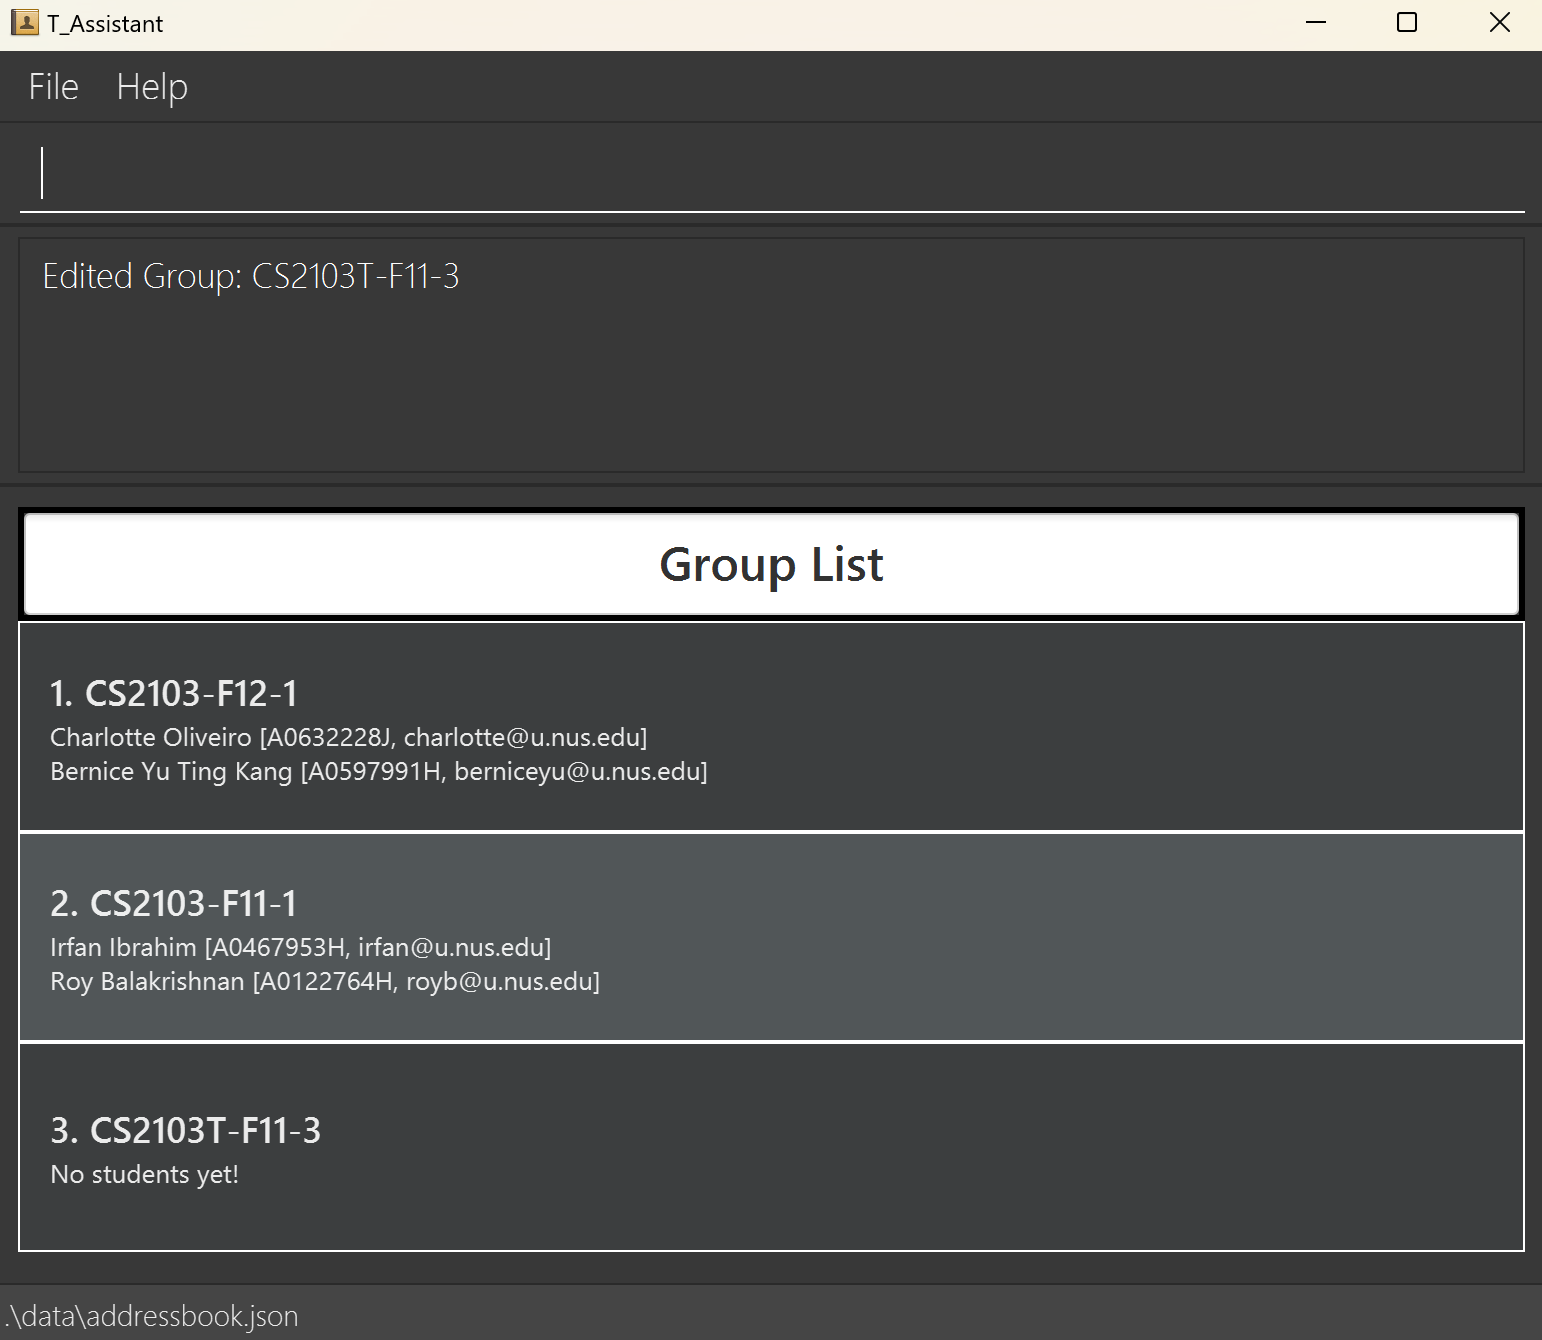 T_Assistant
File Help
Edited Group: CS2103T-F11-3
Group List
1. CS2103-F12-1
Charlotte Oliveiro [A0632228J, charlotte@u.nus.edu]
Bernice Yu Ting Kang [A0597991H, berniceyu@u.nus.edu]
2. CS2103-F11-1
Irfan Ibrahim [A0467953H, irfan@u.nus.edu]
Roy Balakrishnan [A0122764H, royb@u.nus.edu]
3. CS2103T-F11-3
No students yet!
.\data\addressbook.json